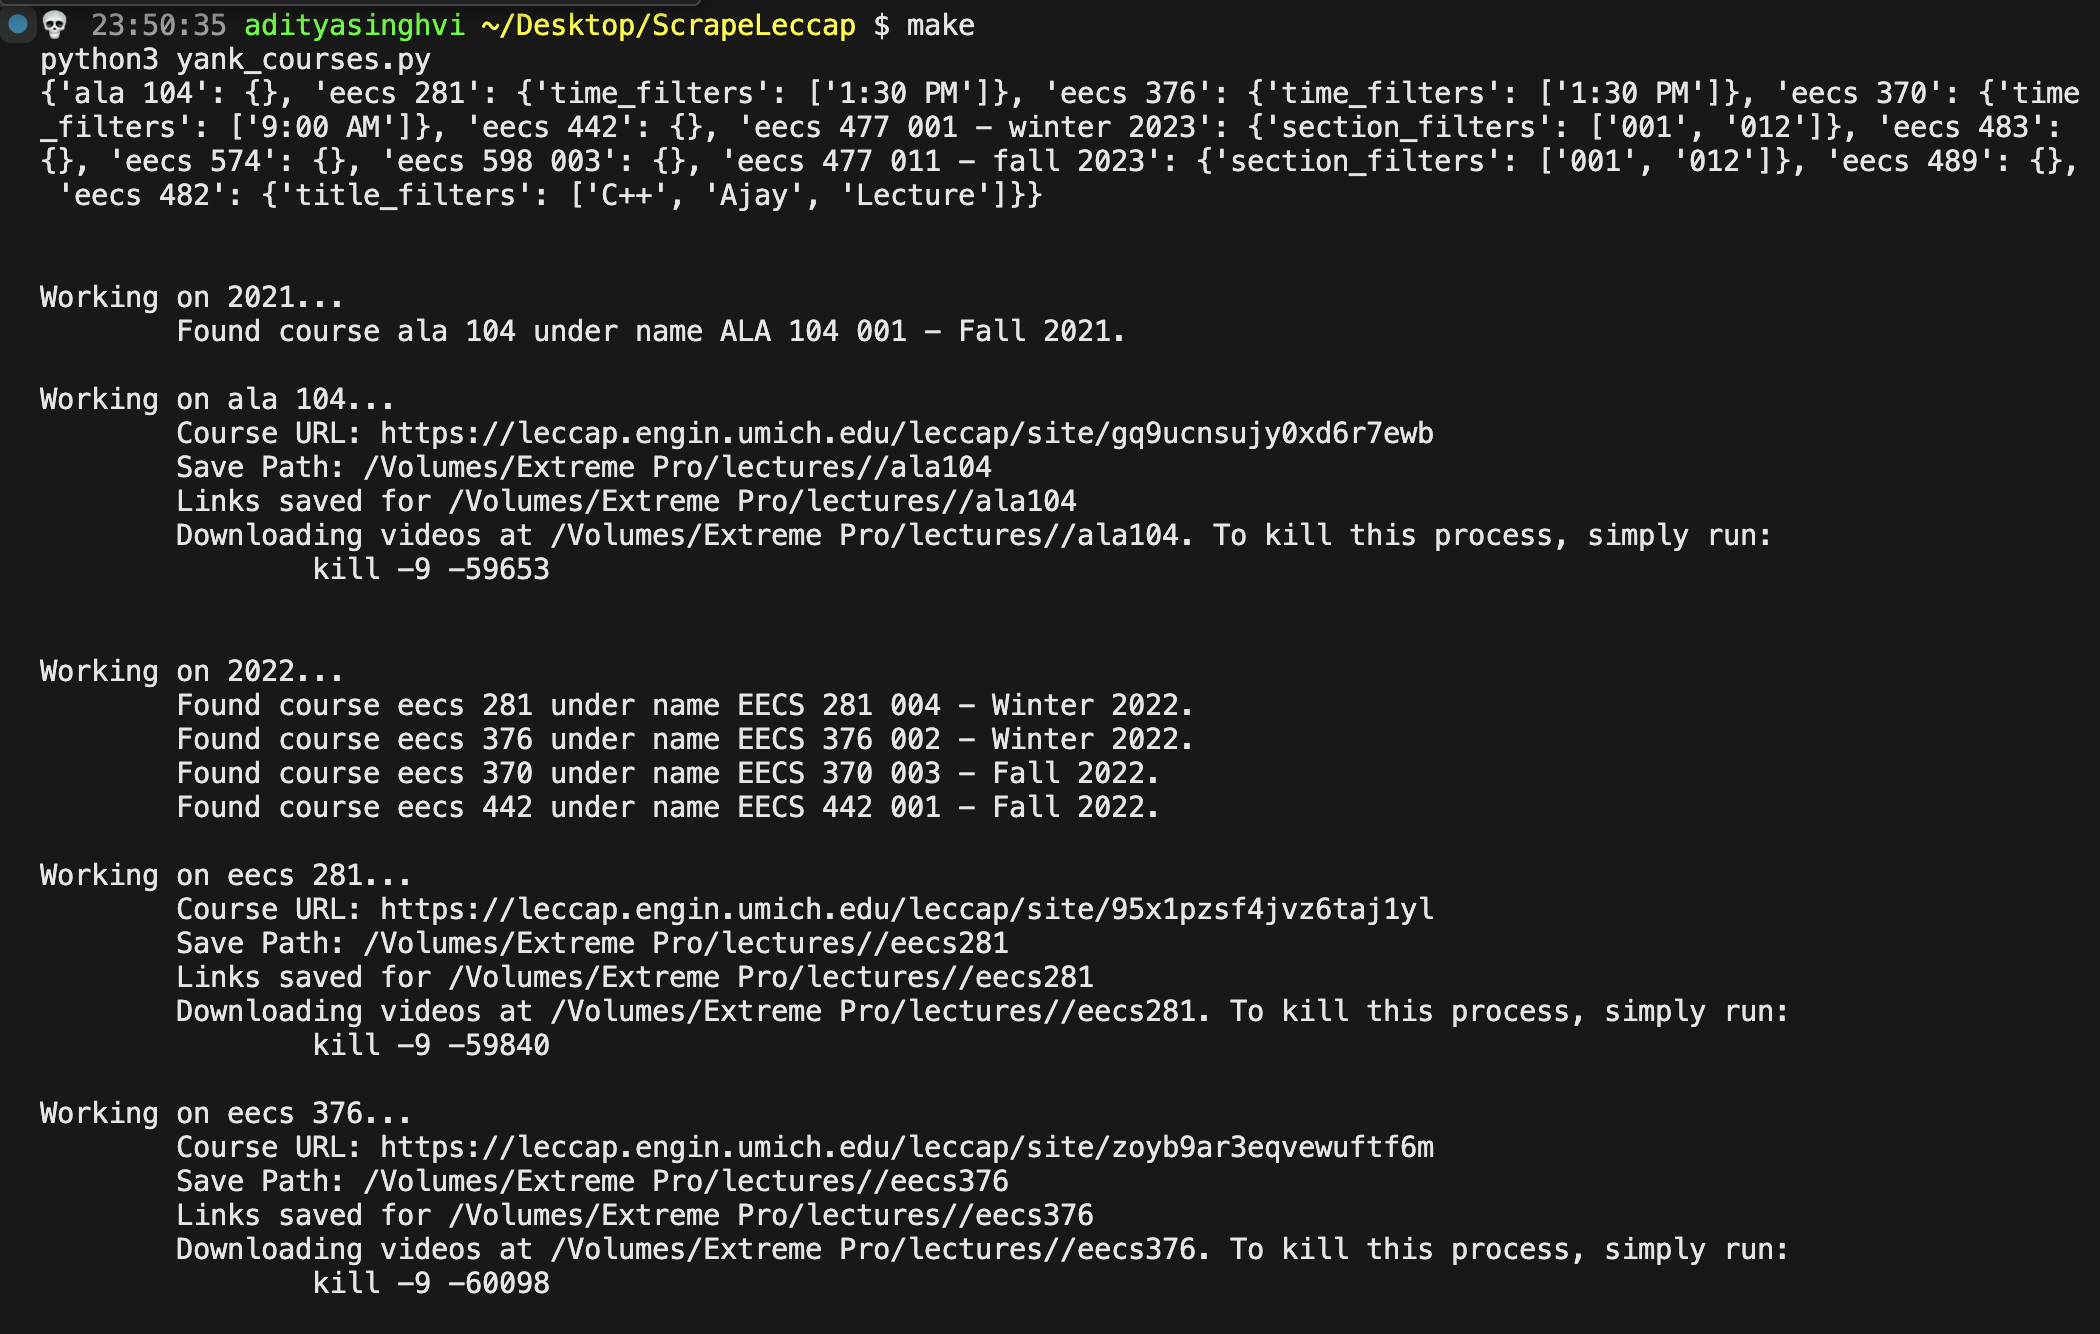 23:50:35 adityasinghvi ~/Desktop/ScrapeLeccap $ make
python3 yank_courses.py
{'ala 104': {}, 'eecs 281': {'time_filters': ['1:30 PM']}, 'eecs 376': {'time_filters': ['1:30 PM']}, 'eecs 370': {'time
_filters': ['9:00 AM']}, 'eecs 442': {}, 'eecs 477 001 – winter 2023': {'section_filters': ['001', '012']}, 'eecs 483':
{}, 'eecs 574': {}, 'eecs 598 003': {}, 'eecs 477 011 – fall 2023': {'section_filters': ['001', '012']}, 'eecs 489': {},
'eecs 482': {'title_filters': ['C++', 'Ajay', 'Lecture']}}
Working on 2021...
Found course ala 104 under name ALA 104 001 – Fall 2021.
Working on ala 104...
Course URL: https://leccap.engin.umich.edu/leccap/site/gq9ucnsujy0xd6r7ewb
Save Path: /Volumes/Extreme Pro/lectures//ala104
Links saved for /Volumes/Extreme Pro/lectures//ala104
Downloading videos at /Volumes/Extreme Pro/lectures//ala104. To kill this process, simply run:
kill -9 -59653
Working on 2022...
Found course eecs 281 under name EECS 281 004 – Winter 2022.
Found course eecs 376 under name EECS 376 002 – Winter 2022.
Found course eecs 370 under name EECS 370 003 – Fall 2022.
Found course eecs 442 under name EECS 442 001 – Fall 2022.
Working on eecs 281...
Course URL: https://leccap.engin.umich.edu/leccap/site/95x1pzsf4jvz6taj1yl
Save Path: /Volumes/Extreme Pro/lectures//eecs281
Links saved for /Volumes/Extreme Pro/lectures//eecs281
Downloading videos at /Volumes/Extreme Pro/lectures//eecs281. To kill this process, simply run:
kill -9 -59840
Working on eecs 376...
Course URL: https://leccap.engin.umich.edu/leccap/site/zoyb9ar3eqvewuftf6m
Save Path: /Volumes/Extreme Pro/lectures//eecs376
Links saved for /Volumes/Extreme Pro/lectures//eecs376
Downloading videos at /Volumes/Extreme Pro/lectures//eecs376. To kill this process, simply run:
kill -9 -60098